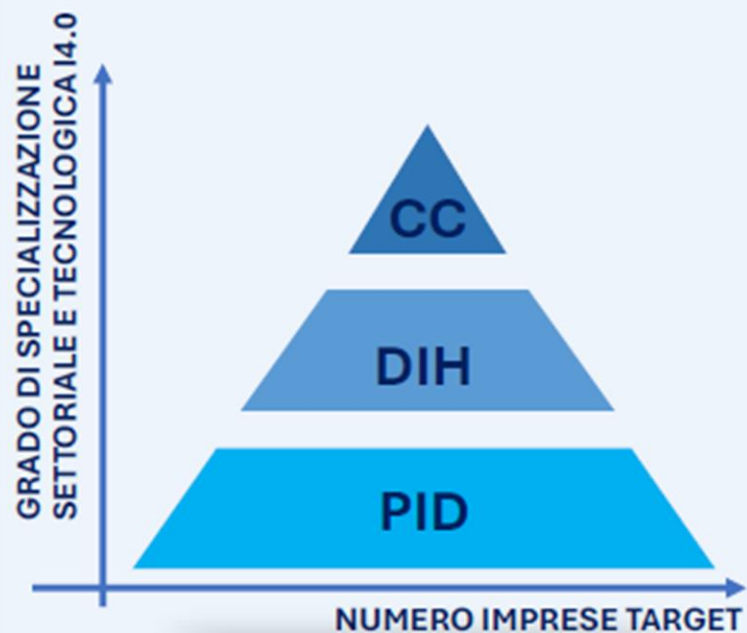 GRADO DI SPECIALIZZAZIONE
SETTORIALE E TECNOLOGICA I4.0
CC
DIH
PID
NUMERO IMPRESE TARGET